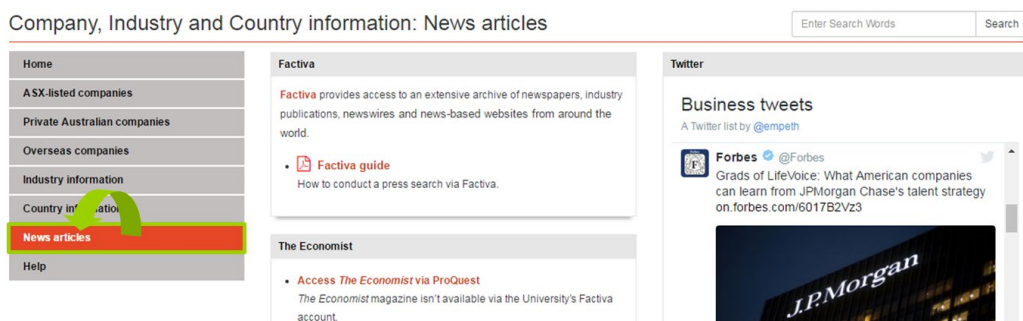 Company, Industry and Country information: News articles
Enter Search Words
Search
Home
ASX-listed companies
Private Australian companies
Overseas companies
Industry information
Country
News articles
Help
Factiva
Factiva provides access to an extensive archive of newspapers, industry
publications, newswires and news-based websites from around the
world.
Factiva guide
How to conduct a press search via Factiva.
The Economist
Access The Economist via ProQuest
The Economist magazine isn't available via the University's Factiva
account.
Twitter
Business tweets
A Twitter list by @empeth
Forbes @Forbes
Grads of LifeVoice: What American companies
can learn from JPMorgan Chase's talent strategy
on.forbes.com/6017B2Vz3
J.P.Morgan